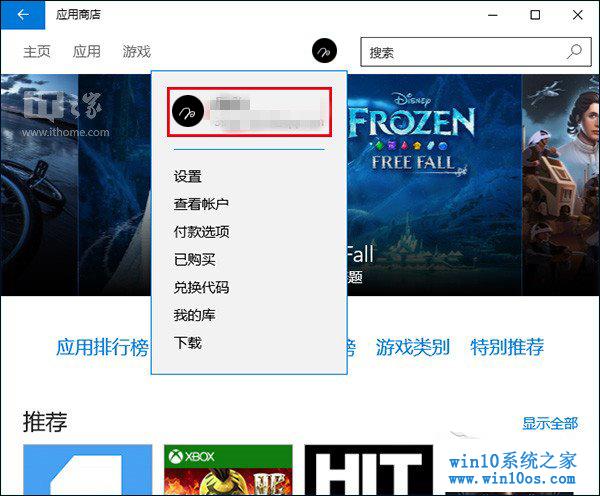 应用商店
主页 应用 游戏
搜索
之家
www.ithome.com
设置
查看帐户
付款选项
已购买
兑换代码
我的库
下载
Disney
FROZEN
FREE FALL
Fall
题
应用排行榜
榜
游戏类别
特别推荐
推荐
显示全部
XBOX
HIT
win10系统之家
www.win10os.com